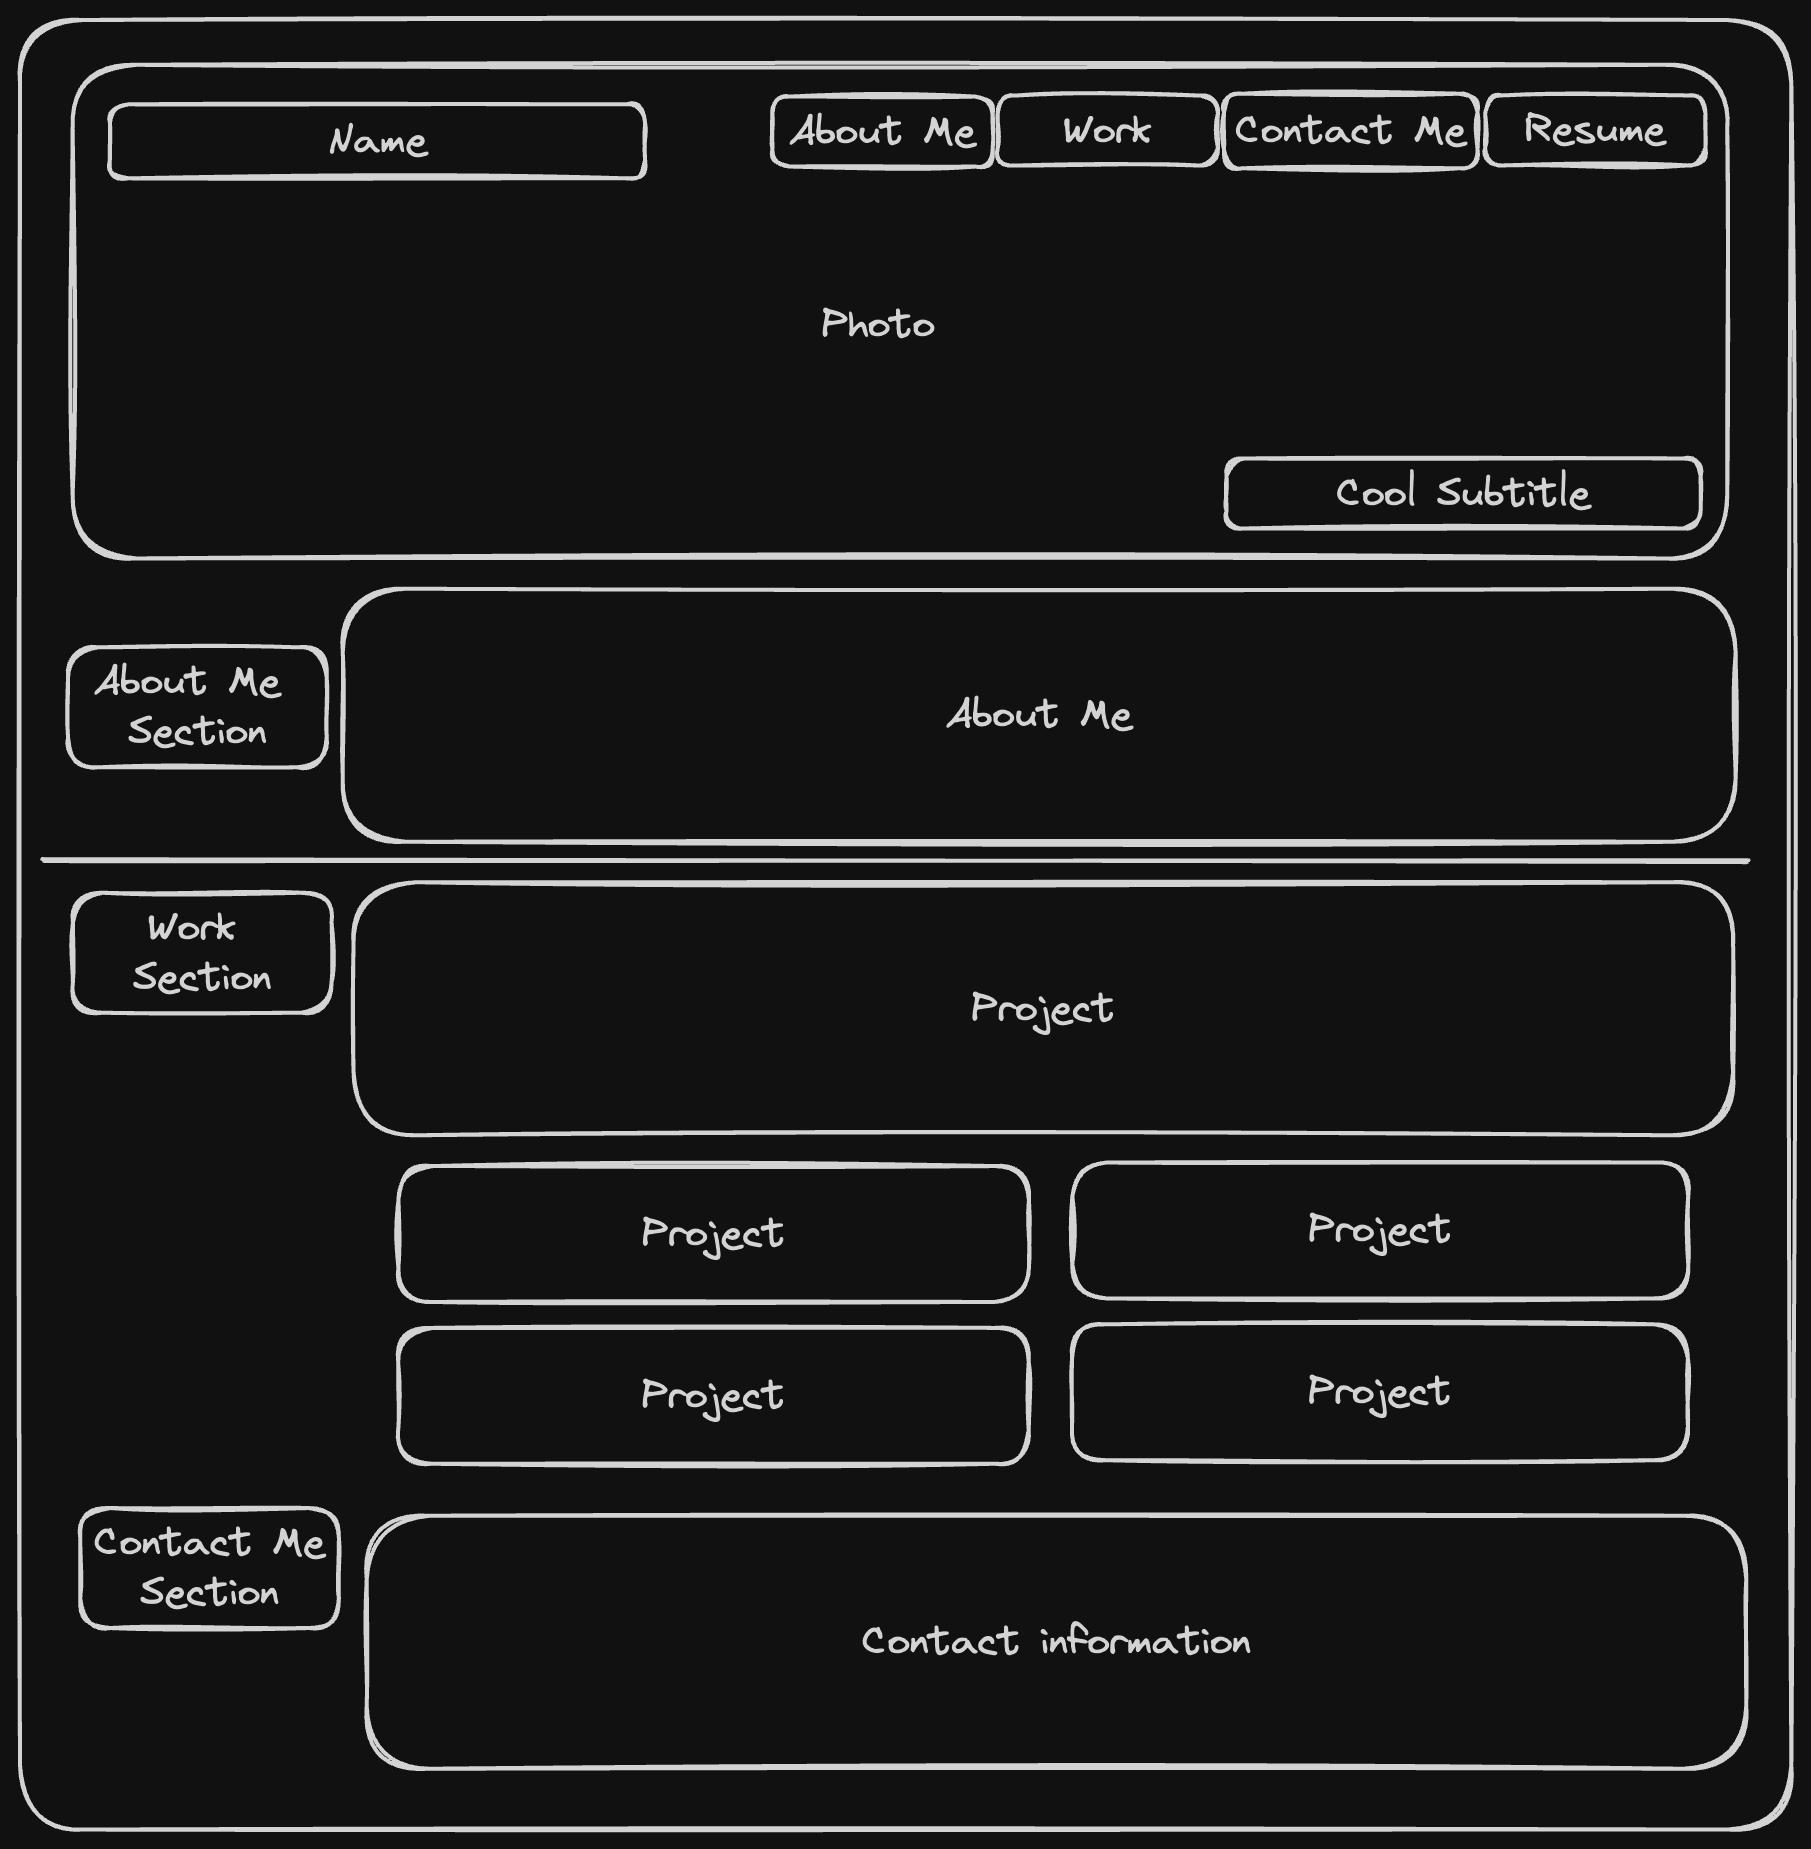 Name
About Me
Work
Contact Me
Resume
Photo
Cool Subtitle
About Me
Section
About Me
Work
Section
Project
Project
Project
Project
Project
Contact Me
Section
Contact information